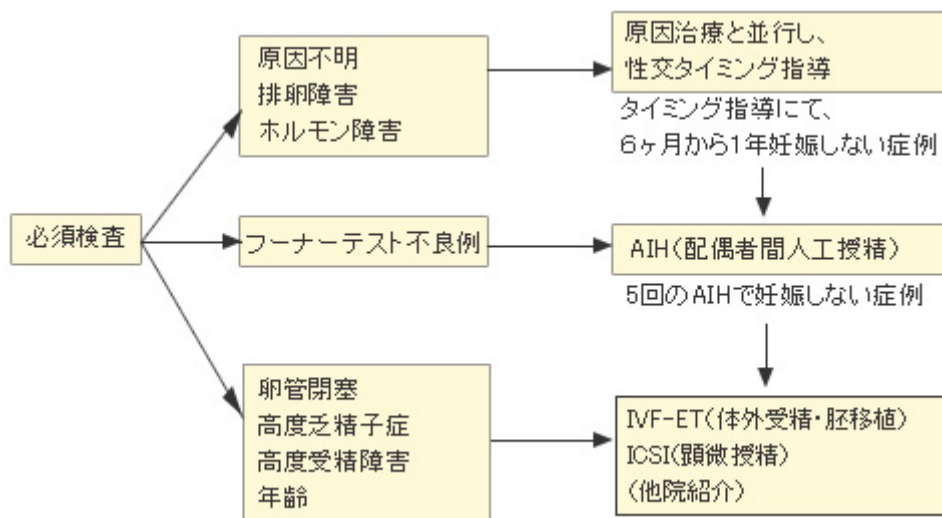 必須検査
原因不明
排卵障害
ホルモン障害
原因治療と並行し、
性交タイミング指導
タイミング指導にて、
6ヶ月から1年妊娠しない症例
フーナーテスト不良例
AIH(配偶者間人工授精)
5回のAIHで妊娠しない症例
卵管閉塞
高度乏精子症
高度受精障害
年齢
IVF-ET(体外受精・胚移植)
ICSI(顕微授精)
(他院紹介)